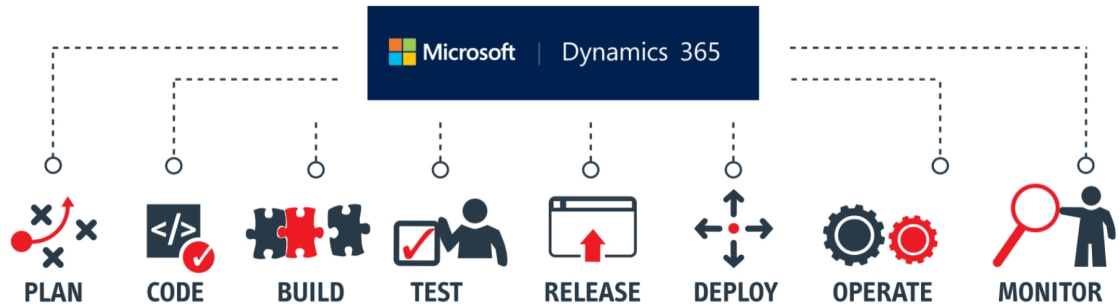 Microsoft | Dynamics 365
</>
PLAN CODE BUILD TEST RELEASE DEPLOY OPERATE MONITOR